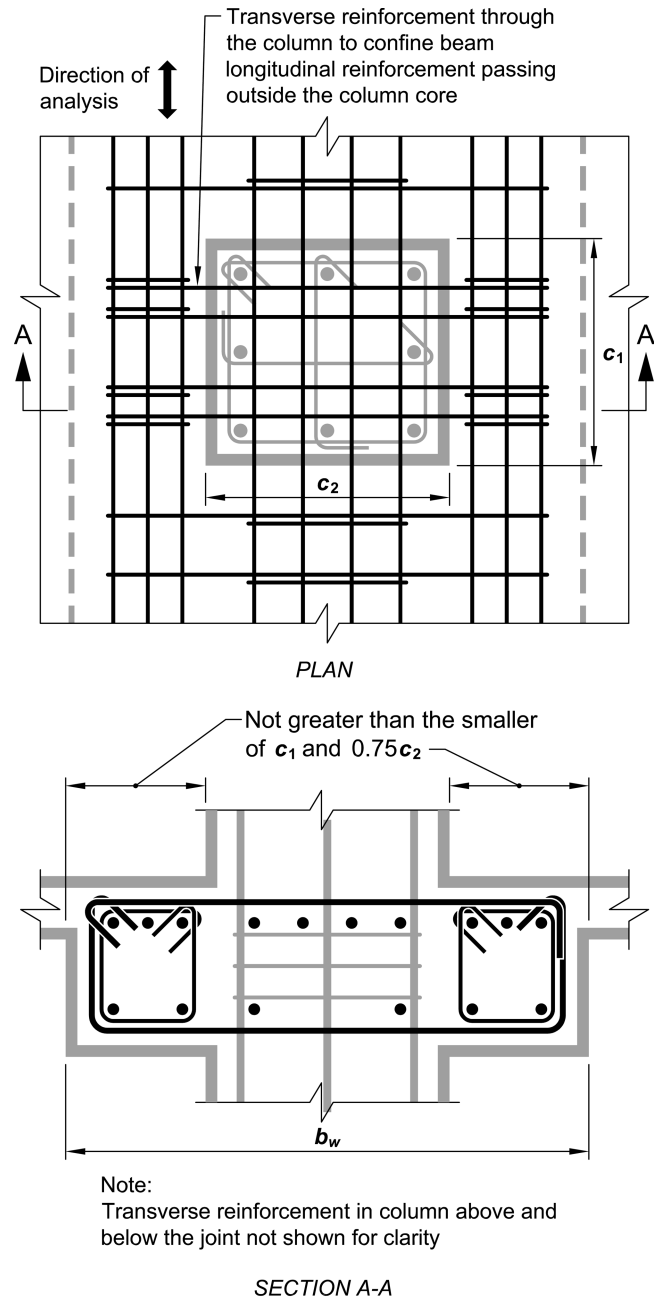 Transverse reinforcement through
the column to confine beam
longitudinal reinforcement passing
outside the column core
Direction of
analysis
A
A
c₁
c₂
PLAN
Not greater than the smaller
of c₁ and 0.75c₂
b_w
Note:
Transverse reinforcement in column above and
below the joint not shown for clarity
SECTION A-A